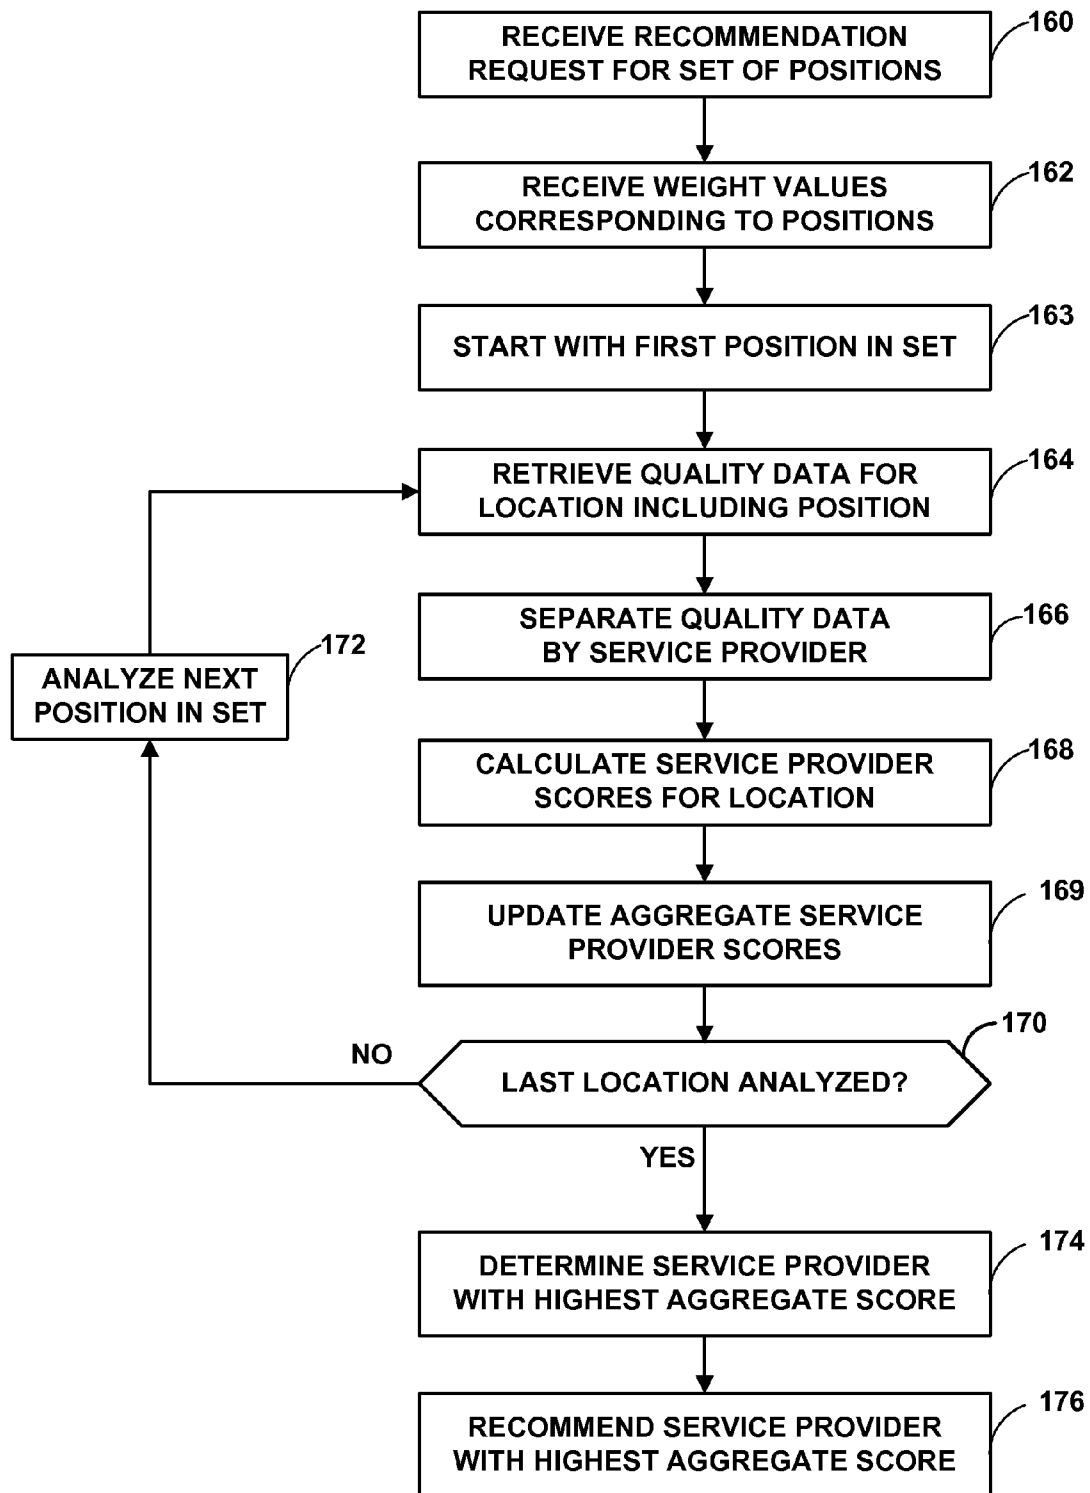 RECEIVE RECOMMENDATION
REQUEST FOR SET OF POSITIONS
160
RECEIVE WEIGHT VALUES
CORRESPONDING TO POSITIONS
162
START WITH FIRST POSITION IN SET
163
RETRIEVE QUALITY DATA FOR
LOCATION INCLUDING POSITION
164
SEPARATE QUALITY DATA
BY SERVICE PROVIDER
166
ANALYZE NEXT
POSITION IN SET
172
CALCULATE SERVICE PROVIDER
SCORES FOR LOCATION
168
UPDATE AGGREGATE SERVICE
PROVIDER SCORES
169
LAST LOCATION ANALYZED?
170
NO
YES
DETERMINE SERVICE PROVIDER
WITH HIGHEST AGGREGATE SCORE
174
RECOMMEND SERVICE PROVIDER
WITH HIGHEST AGGREGATE SCORE
176